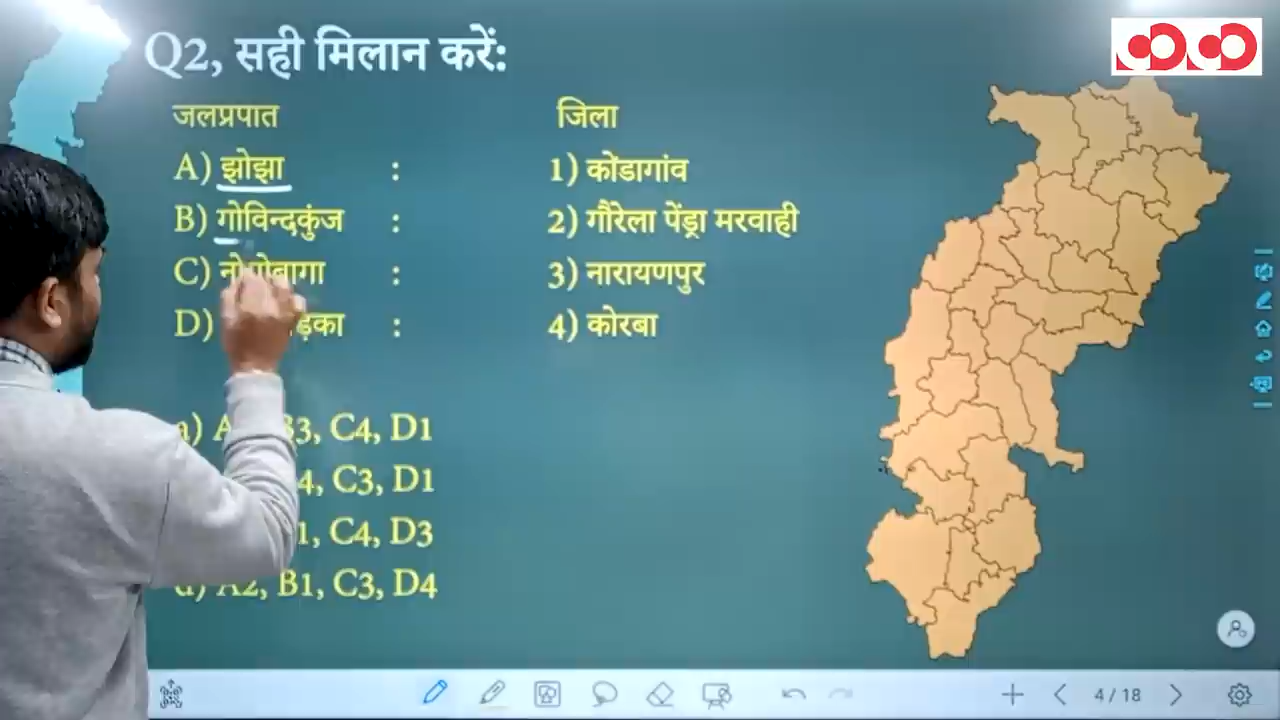 Q2, सही मिलान करें:
जलप्रपात जिला
A) झोझा : 1) कोंडागांव
B) गोविन्दकुंज : 2) गौरेला पेंड्रा मरवाही
C) : 3) नारायणपुर
D) : 4) कोरबा
C4, D1
C3, D1
C4, D3
d) A2, B1, C3, D4
4 / 18